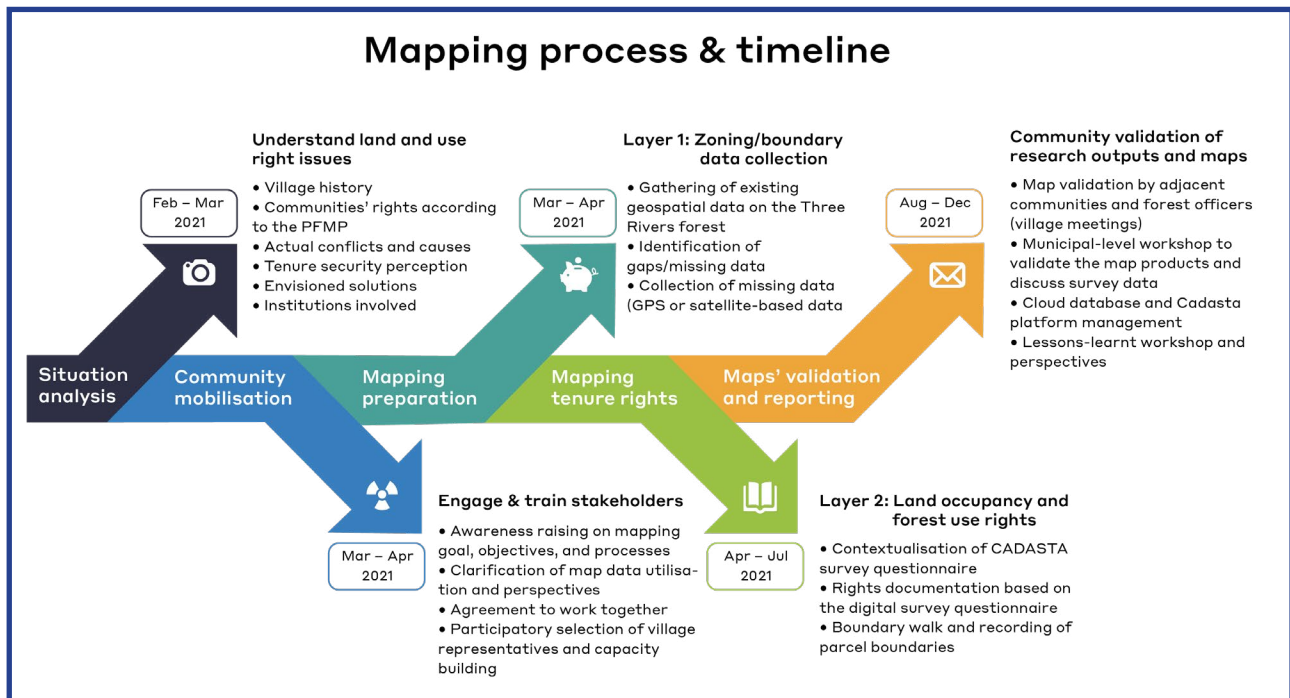 Mapping process & timeline
Understand land and use
right issues
• Village history
• Communities' rights according
to the PFMP
• Actual conflicts and causes
• Tenure security perception
• Envisioned solutions
• Institutions involved
Feb – Mar
2021
Layer 1: Zoning/boundary
data collection
• Gathering of existing
geospatial data on the Three
Rivers forest
• Identification of
gaps/missing data
• Collection of missing data
(GPS or satellite-based data
Mar – Apr
2021
Community validation of
research outputs and maps
• Map validation by adjacent
communities and forest officers
(village meetings)
• Municipal-level workshop to
validate the map products and
discuss survey data
• Cloud database and Cadasta
platform management
• Lessons-learnt workshop and
perspectives
Aug – Dec
2021
Situation
analysis
Community
mobilisation
Mapping
preparation
Mapping
tenure rights
Maps' validation
and reporting
Mar – Apr
2021
Engage & train stakeholders
• Awareness raising on mapping
goal, objectives, and processes
• Clarification of map data utilisa-
tion and perspectives
• Agreement to work together
• Participatory selection of village
representatives and capacity
building
Apr – Jul
2021
Layer 2: Land occupancy and
forest use rights
• Contextualisation of CADASTA
survey questionnaire
• Rights documentation based on
the digital survey questionnaire
• Boundary walk and recording of
parcel boundaries